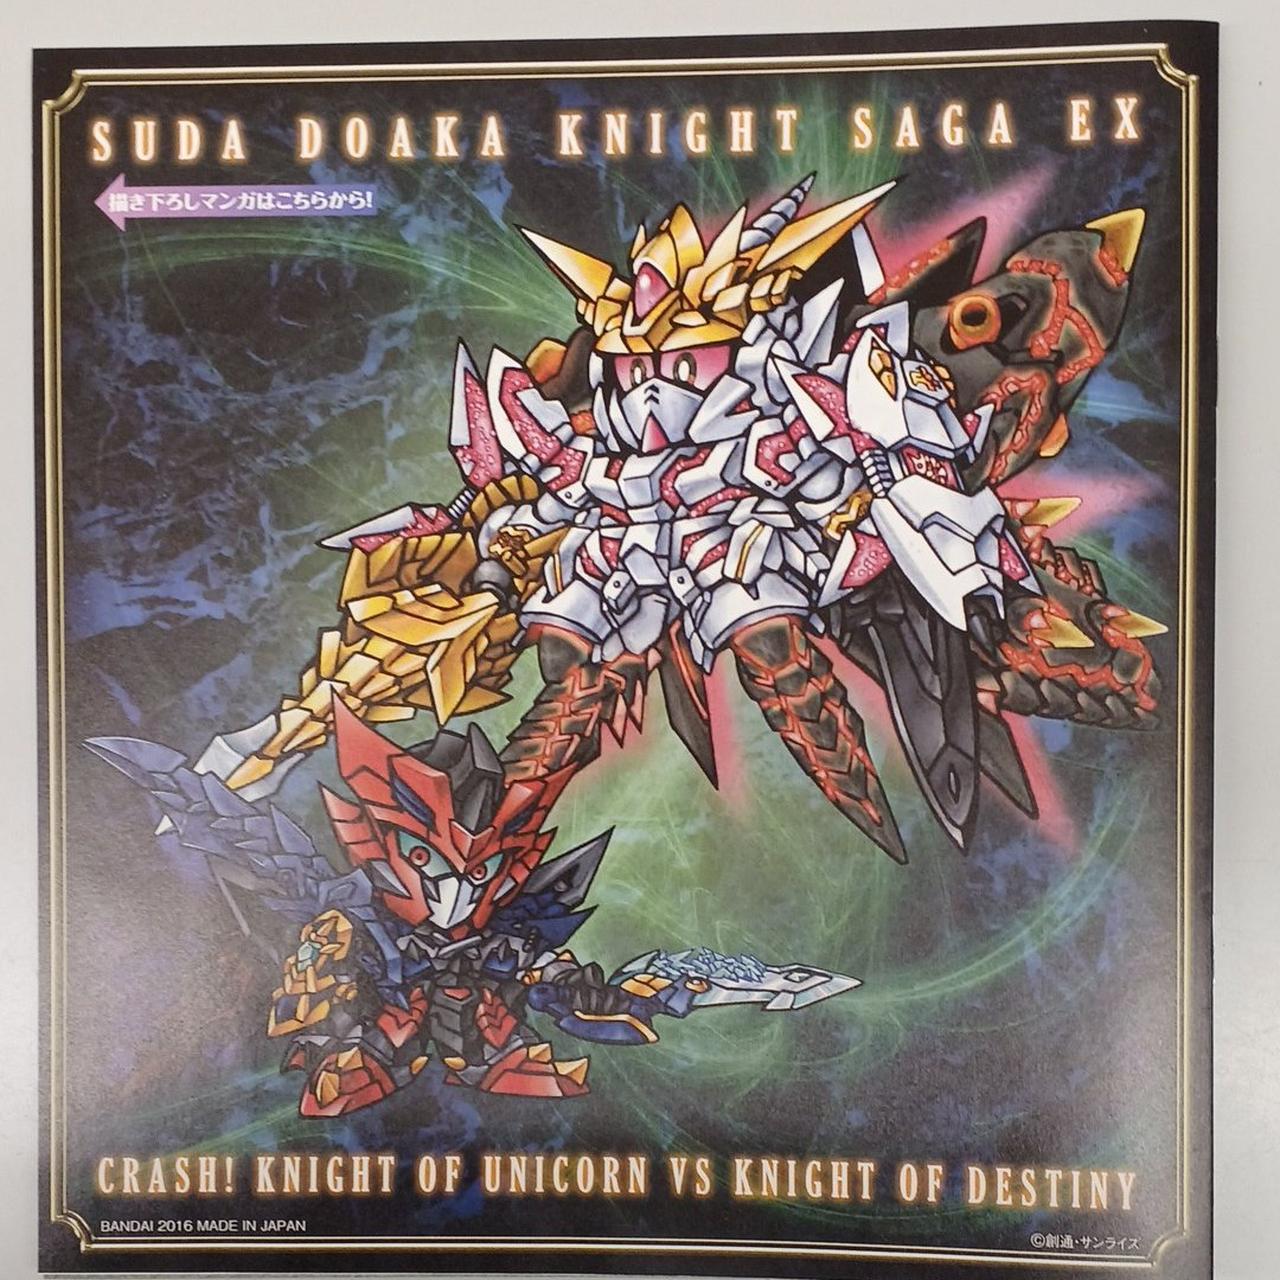 SUDA DOAKA KNIGHT SAGA EX
描き下ろしマンガはこちらから!
CRASH! KNIGHT OF UNICORN VS KNIGHT OF DESTINY
BANDAI 2016 MADE IN JAPAN
©創通・サンライズ